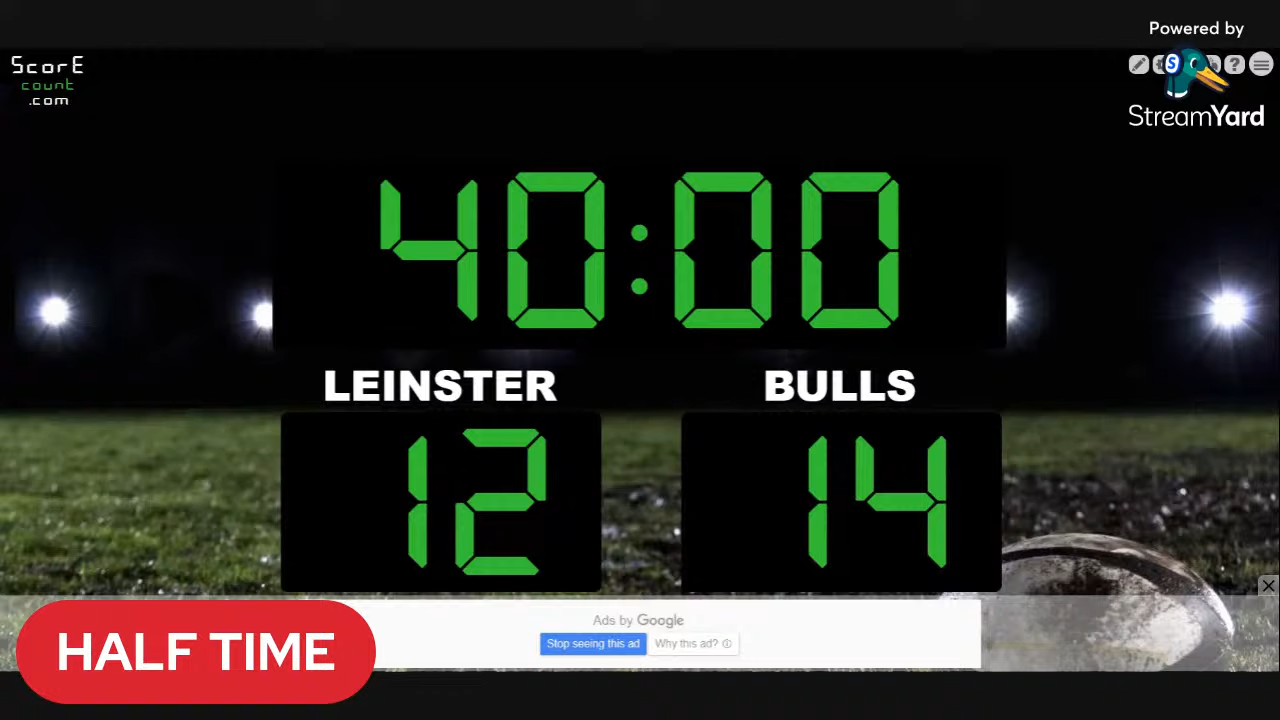 ScorE
count
.com
Powered by
StreamYard
40:00
LEINSTER
BULLS
12
14
Ads by Google
Stop seeing this ad
Why this ad?
HALF TIME